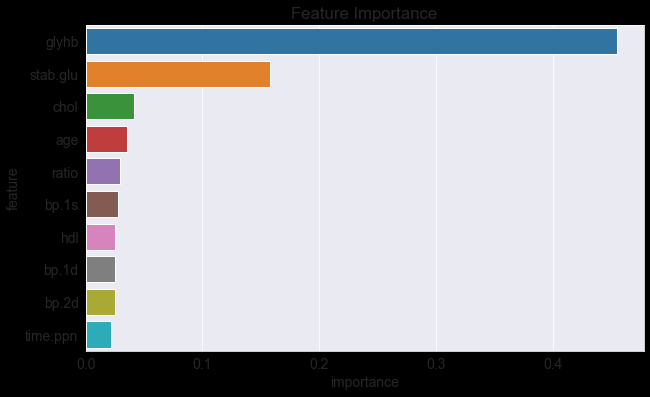 Feature Importance
glyhb
stab.glu
chol
age
ratio
bp.1s
hdl
bp.1d
bp.2d
time.ppn
feature
0.0 0.1 0.2 0.3 0.4
importance